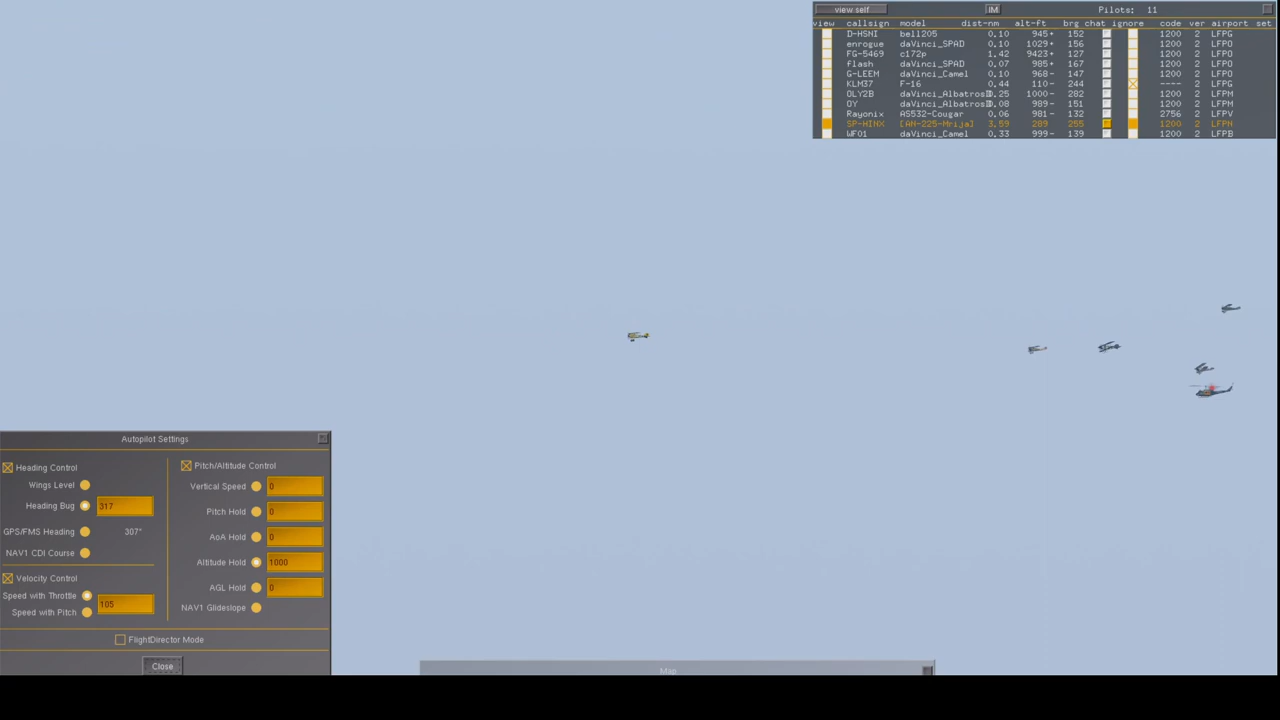 view self IM Pilots: 11
view callsign model dist-nm alt-ft brg chat ignore code ver airport set
D-HSNI bell205 0.10 945+ 152 1200 2 LFPG
enrogue daVinci_SPAD 0.10 1029+ 156 1200 2 LFPO
FG-5469 c172p 1.42 9423+ 127 1200 2 LFPO
flash daVinci_SPAD 0.07 985+ 167 1200 2 LFPO
G-LEEM daVinci_Camel 0.10 968- 147 1200 2 LFPO
KLM37 F-16 0.44 110- 244 ---- 2 LFPG
OLY2B 1000- 282 1200 2 LFPM
OY 989- 151 1200 2 LFPM
Rayonix AS532-Cougar 0.06 981- 132 2756 2 LFPV
SP-HINX [AN-225-Mrija] 3.59 289 255 1200 2 LFPN
WF01 daVinci_Camel 0.33 999- 139 1200 2 LFPB
Autopilot Settings
Heading Control
Wings Level
Heading Bug 317
GPS/FMS Heading 307°
NAV1 CDI Course
Velocity Control
Speed with Throttle 105
Speed with Pitch
Pitch/Altitude Control
Vertical Speed 0
Pitch Hold 0
AoA Hold 0
Altitude Hold 1000
AGL Hold 0
NAV1 Glideslope
FlightDirector Mode
Close
Map